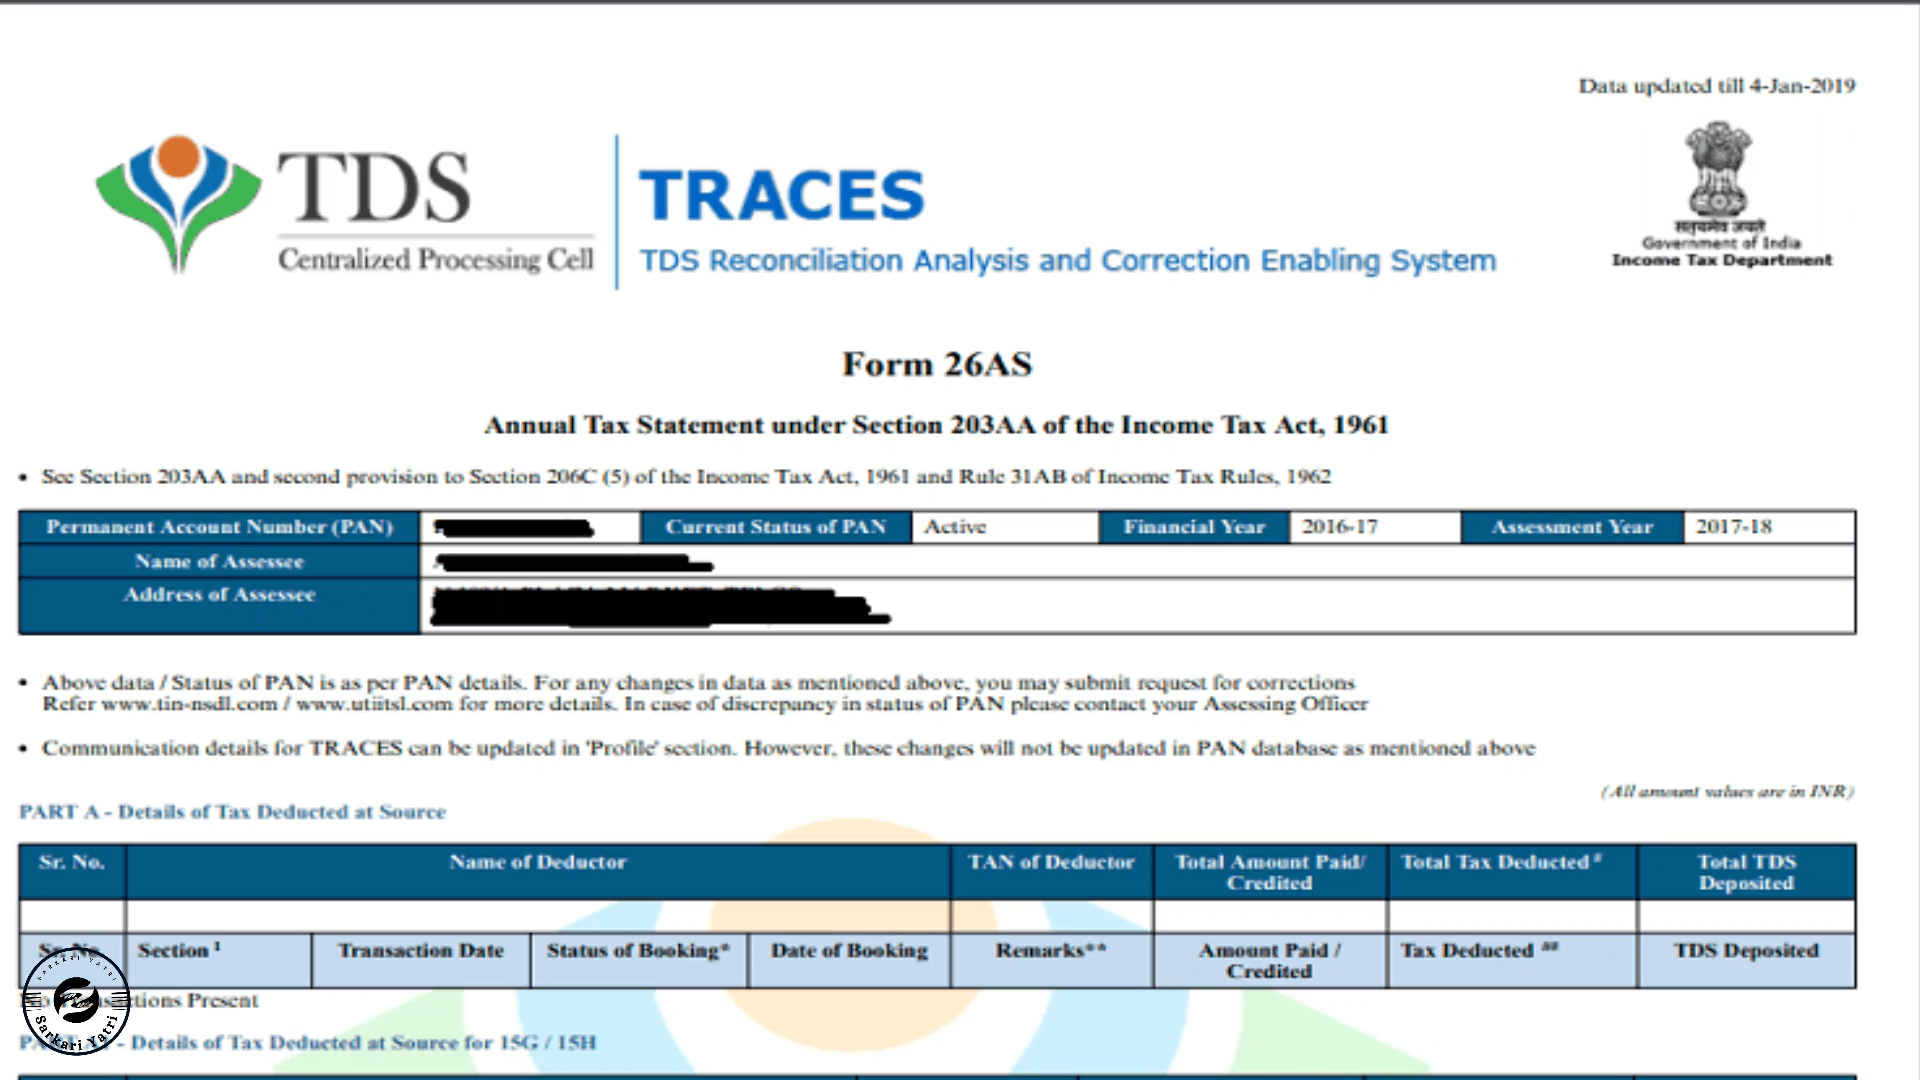 Data updated till 4-Jan-2019
TDS
Centralized Processing Cell
TRACES
TDS Reconciliation Analysis and Correction Enabling System
सत्यमेव जयते
Government of India
Income Tax Department
Form 26AS
Annual Tax Statement under Section 203AA of the Income Tax Act, 1961
• See Section 203AA and second provision to Section 206C (5) of the Income Tax Act, 1961 and Rule 31AB of Income Tax Rules, 1962
Permanent Account Number (PAN) Current Status of PAN Active Financial Year 2016-17 Assessment Year 2017-18
Name of Assessee
Address of Assessee
• Above data / Status of PAN is as per PAN details. For any changes in data as mentioned above, you may submit request for corrections
Refer www.tin-nsdl.com / www.utiitsl.com for more details. In case of discrepancy in status of PAN please contact your Assessing Officer
• Communication details for TRACES can be updated in 'Profile' section. However, these changes will not be updated in PAN database as mentioned above
(All amount values are in INR)
PART A - Details of Tax Deducted at Source
Sr. No. Name of Deductor TAN of Deductor Total Amount Paid/ Total Tax Deducted # Total TDS
Credited Deposited
Sr. No. Section 1 Transaction Date Status of Booking* Date of Booking Remarks** Amount Paid / Tax Deducted ## TDS Deposited
Credited
No Transactions Present
- Details of Tax Deducted at Source for 15G / 15H
SARKARI YATRI
Sarkari Yatri